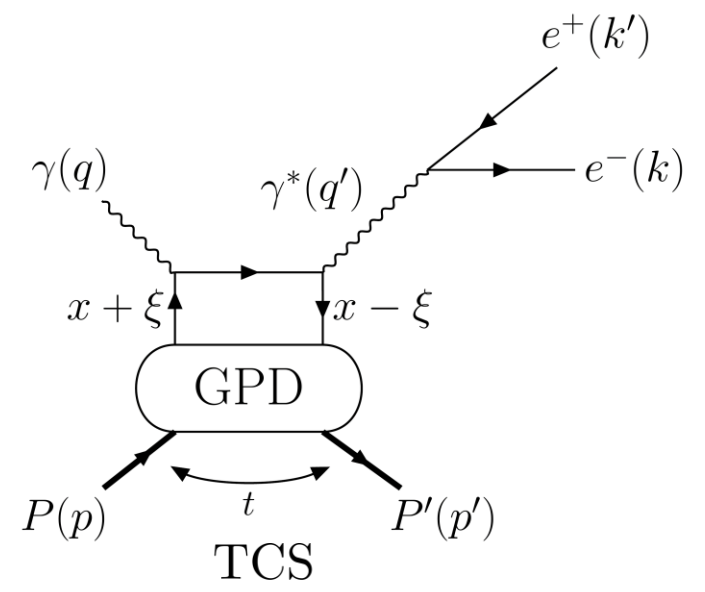 e⁺(k′)
γ(q)
γ*(q′)
e⁻(k)
x + ξ
x − ξ
GPD
P(p)
t
P′(p′)
TCS